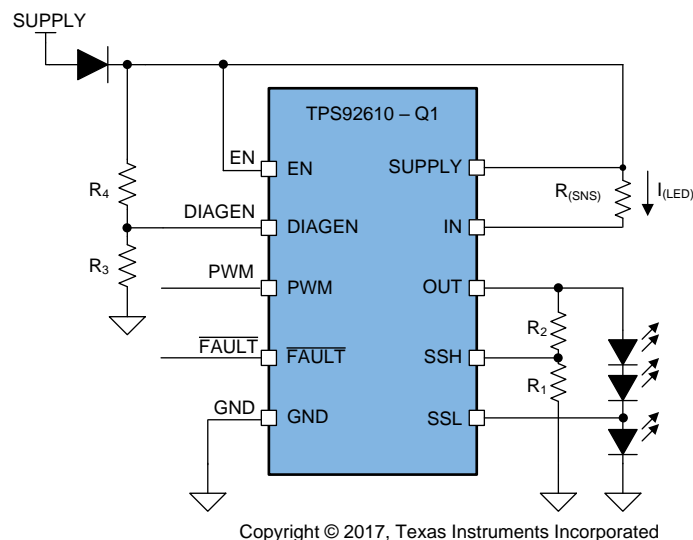 SUPPLY
TPS92610 – Q1
EN
EN
SUPPLY
R4
R(SNS)
I(LED)
DIAGEN
DIAGEN
IN
R3
PWM
PWM
OUT
R2
FAULT
FAULT
SSH
R1
GND
GND
SSL
Copyright © 2017, Texas Instruments Incorporated